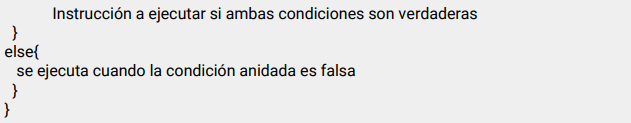 Instrucción a ejecutar si ambas condiciones son verdaderas
}
else{
se ejecuta cuando la condición anidada es falsa
}
}